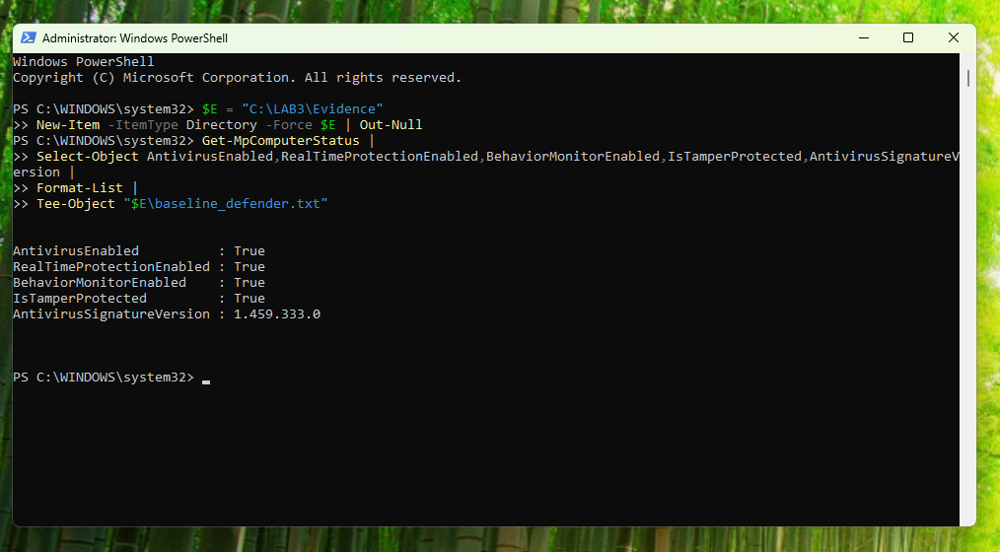 Administrator: Windows PowerShell
Windows PowerShell
Copyright (C) Microsoft Corporation. All rights reserved.
PS C:\WINDOWS\system32> $E = "C:\LAB3\Evidence"
>> New-Item -ItemType Directory -Force $E | Out-Null
PS C:\WINDOWS\system32> Get-MpComputerStatus |
>> Select-Object AntivirusEnabled,RealTimeProtectionEnabled,BehaviorMonitorEnabled,IsTamperProtected,AntivirusSignatureV
ersion |
>> Format-List |
>> Tee-Object "$E\baseline_defender.txt"
AntivirusEnabled          : True
RealTimeProtectionEnabled : True
BehaviorMonitorEnabled    : True
IsTamperProtected         : True
AntivirusSignatureVersion : 1.459.333.0
PS C:\WINDOWS\system32>